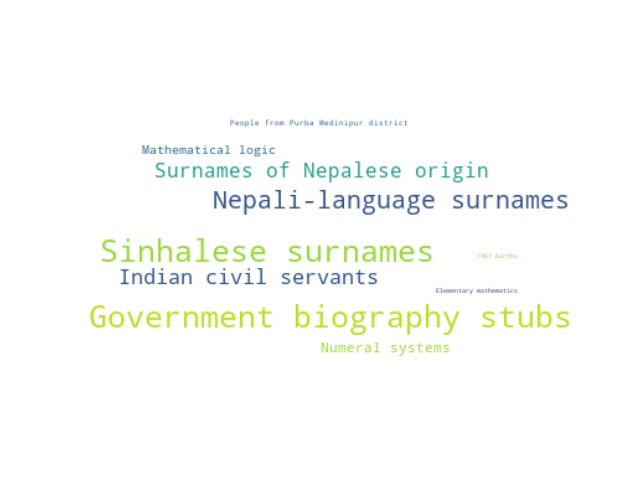 People from Purba Medinipur district
Mathematical logic
Surnames of Nepalese origin
Nepali-language surnames
Sinhalese surnames
1967 births
Indian civil servants
Elementary mathematics
Government biography stubs
Numeral systems